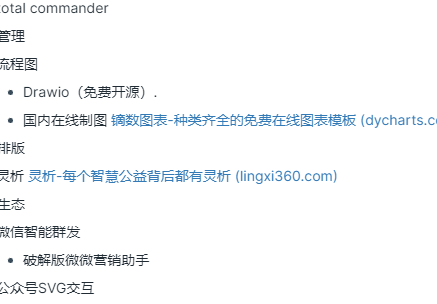 total commander
管理
流程图
Drawio（免费开源）.
国内在线制图 镝数图表-种类齐全的免费在线图表模板 (dycharts.co
排版
灵析 灵析-每个智慧公益背后都有灵析 (lingxi360.com)
生态
微信智能群发
破解版微微营销助手
公众号SVG交互